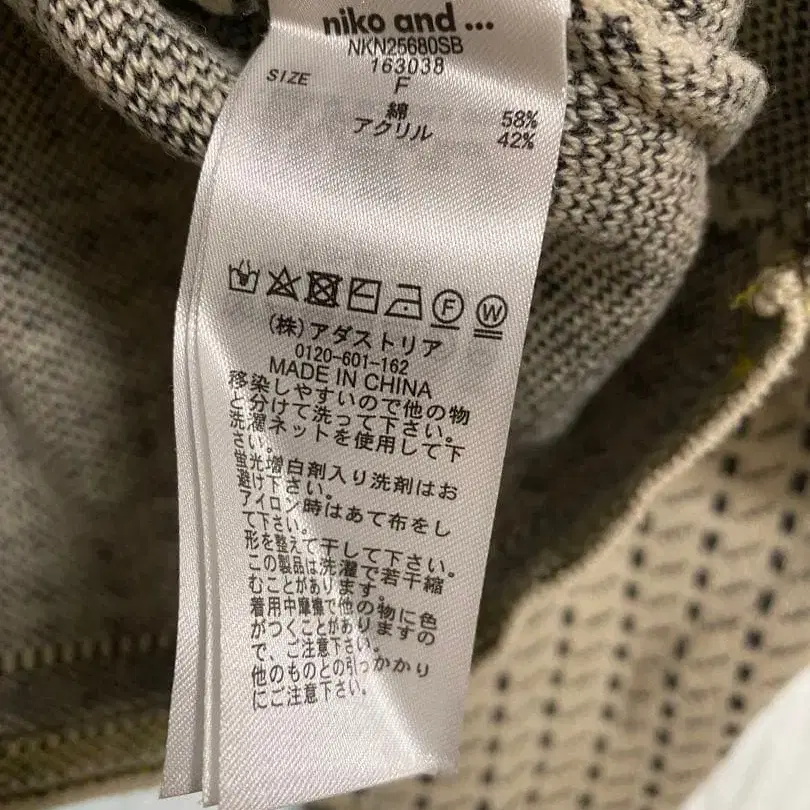 niko and ...
NKN25680SB
163038
SIZE F
綿 58%
アクリル 42%
F W
(株)アダストリア
0120-601-162
MADE IN CHINA
移染しやすいので他の物
と分けて洗って下さい。
洗濯ネットを使用して下
さい。
蛍光増白剤入り洗剤はお
避け下さい。
アイロン時はあて布をし
て下さい。
形を整えて干して下さい。
この製品は洗濯で若干縮
むことがあります。
着用中摩擦で他の物に色
がつくことがありますの
で、ご注意下さい。
他のものとの引っかかり
にご注意下さい。